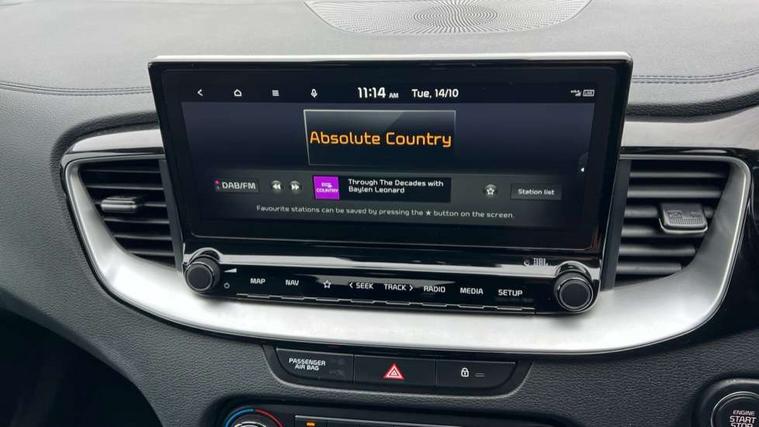 11:14 AM Tue, 14/10
Absolute Country
DAB/FM
COUNTRY
Through The Decades with
Baylen Leonard
Station list
Favourite stations can be saved by pressing the ★ button on the screen.
JBL
MAP NAV ☆ < SEEK TRACK > RADIO MEDIA SETUP
PASSENGER
AIR BAG
ENGINE
START
STOP